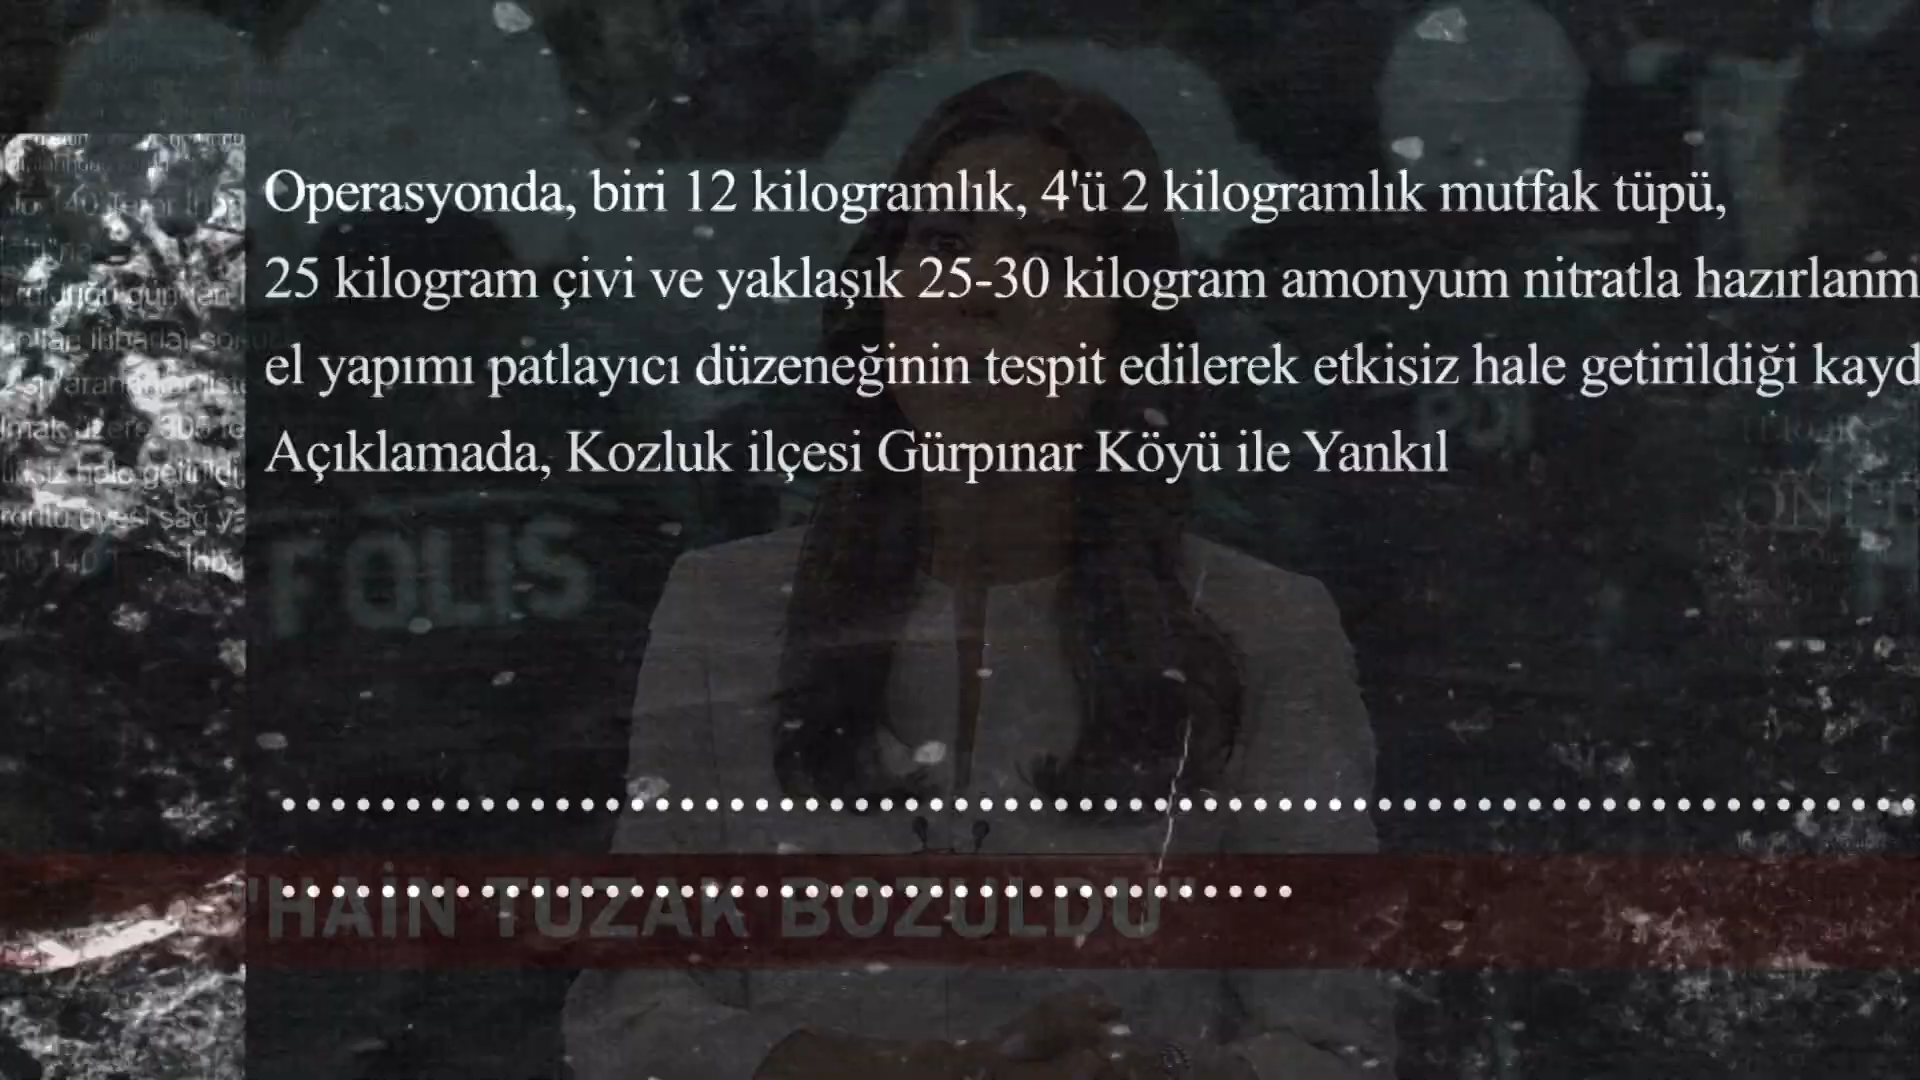 Operasyonda, biri 12 kilogramlık, 4'ü 2 kilogramlık mutfak tüpü,
25 kilogram çivi ve yaklaşık 25-30 kilogram amonyum nitratla hazırlanm
el yapımı patlayıcı düzeneğinin tespit edilerek etkisiz hale getirildiği kayd
Açıklamada, Kozluk ilçesi Gürpınar Köyü ile Yankıl
POLIS
"HAİN TUZAK BOZULDU"